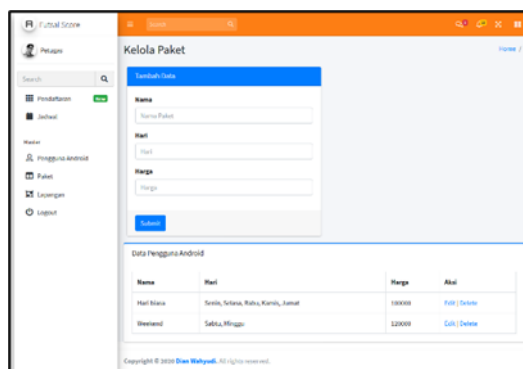 Futsal Score
Search
Petugas
Kelola Paket
Home /
Search
Pendaftaran
New
Jadwal
Master
Pengguna Android
Paket
Lapangan
Logout
Tambah Data
Nama
Nama Paket
Hari
Hari
Harga
Harga
Submit
Data Pengguna Android
Nama Hari Harga Aksi
Hari Biasa Senin, Selasa, Rabu, Kamis, Jumat 100000 Edit | Delete
Weekend Sabtu, Minggu 120000 Edit | Delete
Copyright © 2020 Dian Wahyudi. All rights reserved.